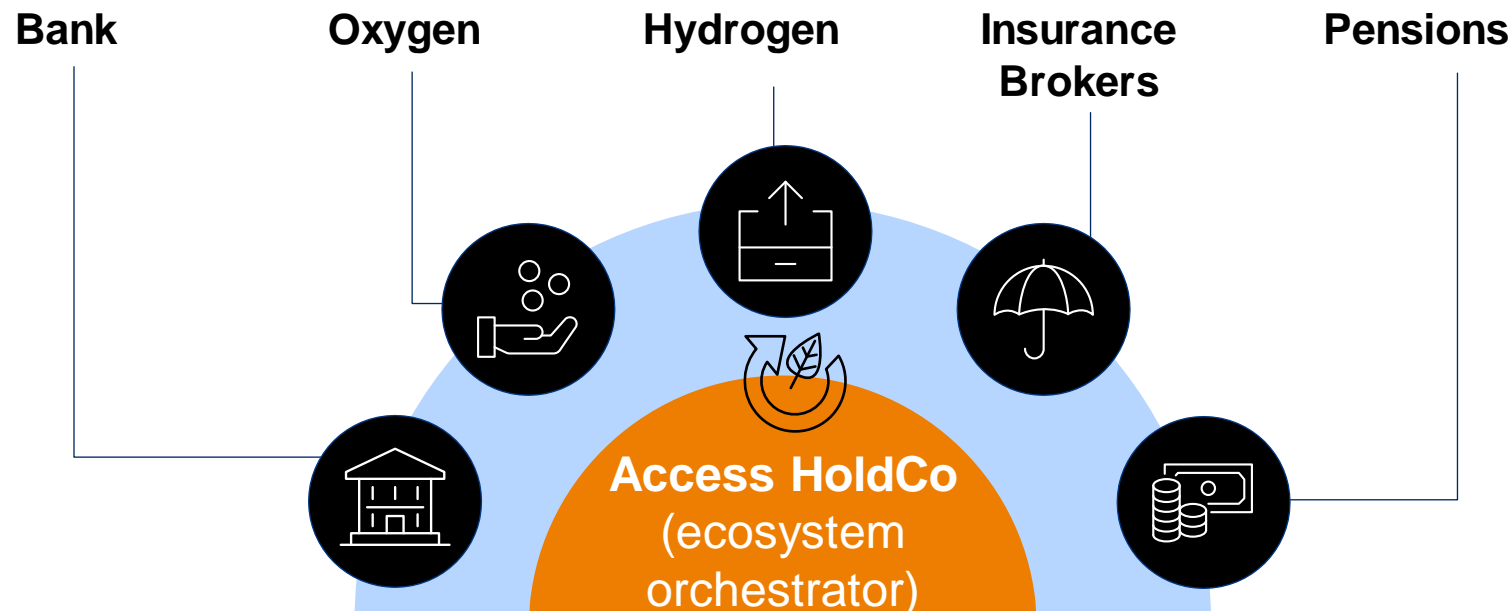 Bank
Oxygen
Hydrogen
Insurance
Brokers
Pensions
Access HoldCo
(ecosystem
orchestrator)